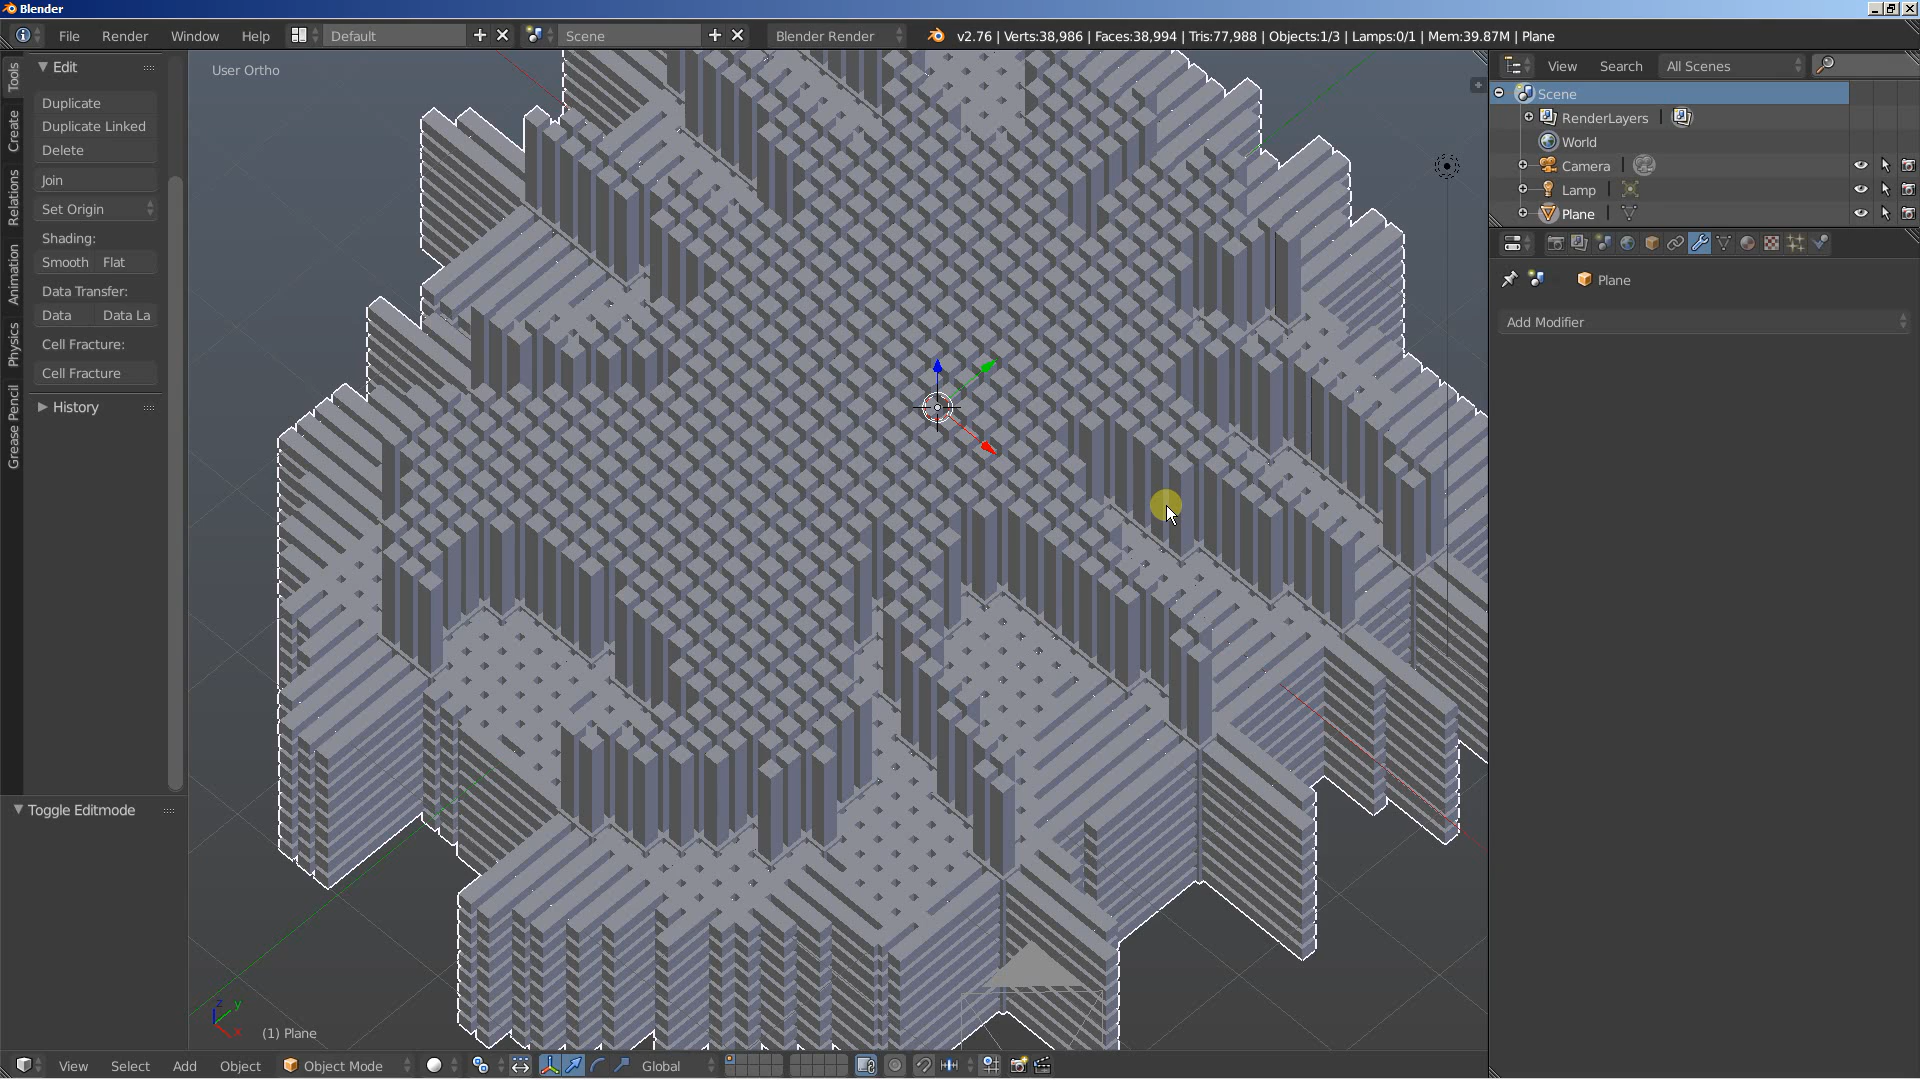 Blender
File Render Window Help Default Scene Blender Render v2.76 | Verts:38,986 | Faces:38,994 | Tris:77,988 | Objects:1/3 | Lamps:0/1 | Mem:39.87M | Plane
Tools
Create
Relations
Animation
Physics
Grease Pencil
Edit
Duplicate
Duplicate Linked
Delete
Join
Set Origin
Shading:
Smooth Flat
Data Transfer:
Data Data La
Cell Fracture:
Cell Fracture
History
Toggle Editmode
User Ortho
z y
x
(1) Plane
View Search All Scenes
Scene
RenderLayers
World
Camera
Lamp
Plane
Plane
Add Modifier
View Select Add Object Object Mode Global